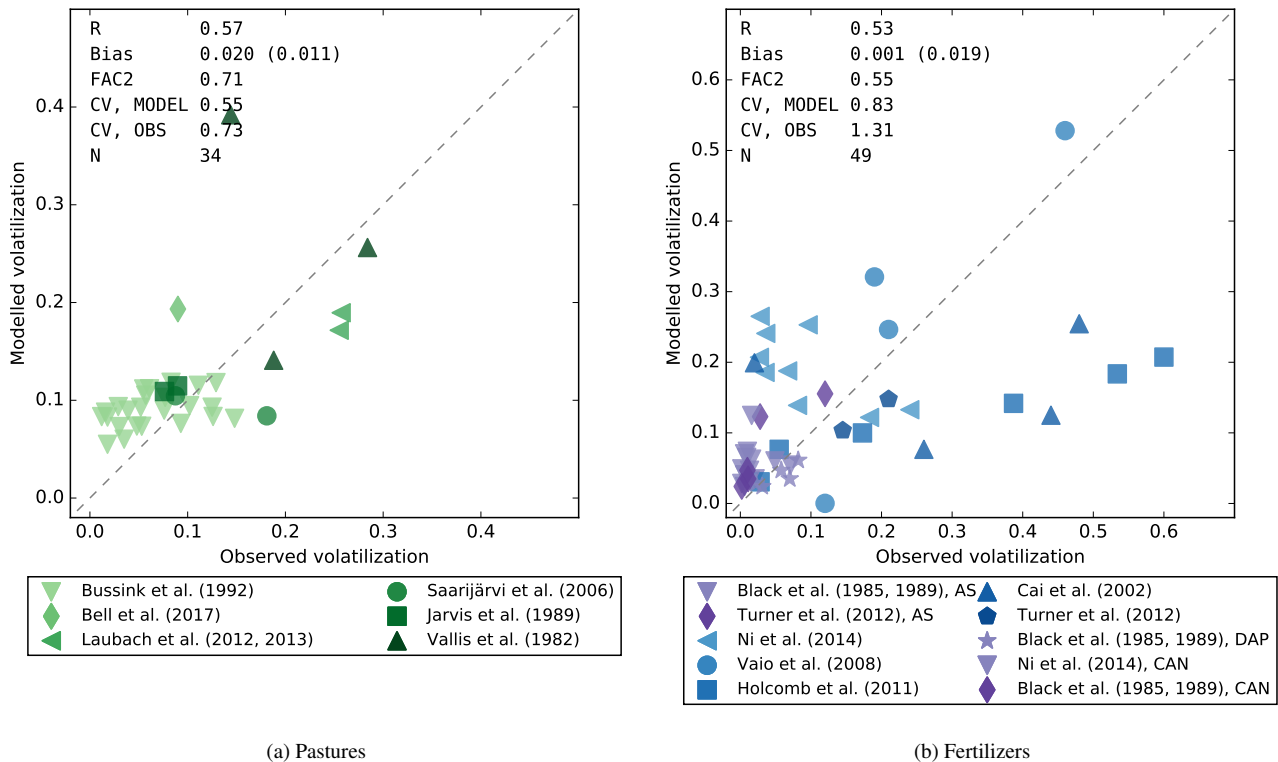 R 0.57
Bias 0.020 (0.011)
FAC2 0.71
CV, MODEL 0.55
CV, OBS 0.73
N 34
0.4
0.3
0.2
0.1
0.0
Modelled volatilization
0.0 0.1 0.2 0.3 0.4
Observed volatilization
Bussink et al. (1992)
Bell et al. (2017)
Laubach et al. (2012, 2013)
Saarijärvi et al. (2006)
Jarvis et al. (1989)
Vallis et al. (1982)
(a) Pastures
R 0.53
Bias 0.001 (0.019)
FAC2 0.55
CV, MODEL 0.83
CV, OBS 1.31
N 49
0.6
0.5
0.4
0.3
0.2
0.1
0.0
Modelled volatilization
0.0 0.1 0.2 0.3 0.4 0.5 0.6
Observed volatilization
Black et al. (1985, 1989), AS
Turner et al. (2012), AS
Ni et al. (2014)
Vaio et al. (2008)
Holcomb et al. (2011)
Cai et al. (2002)
Turner et al. (2012)
Black et al. (1985, 1989), DAP
Ni et al. (2014), CAN
Black et al. (1985, 1989), CAN
(b) Fertilizers